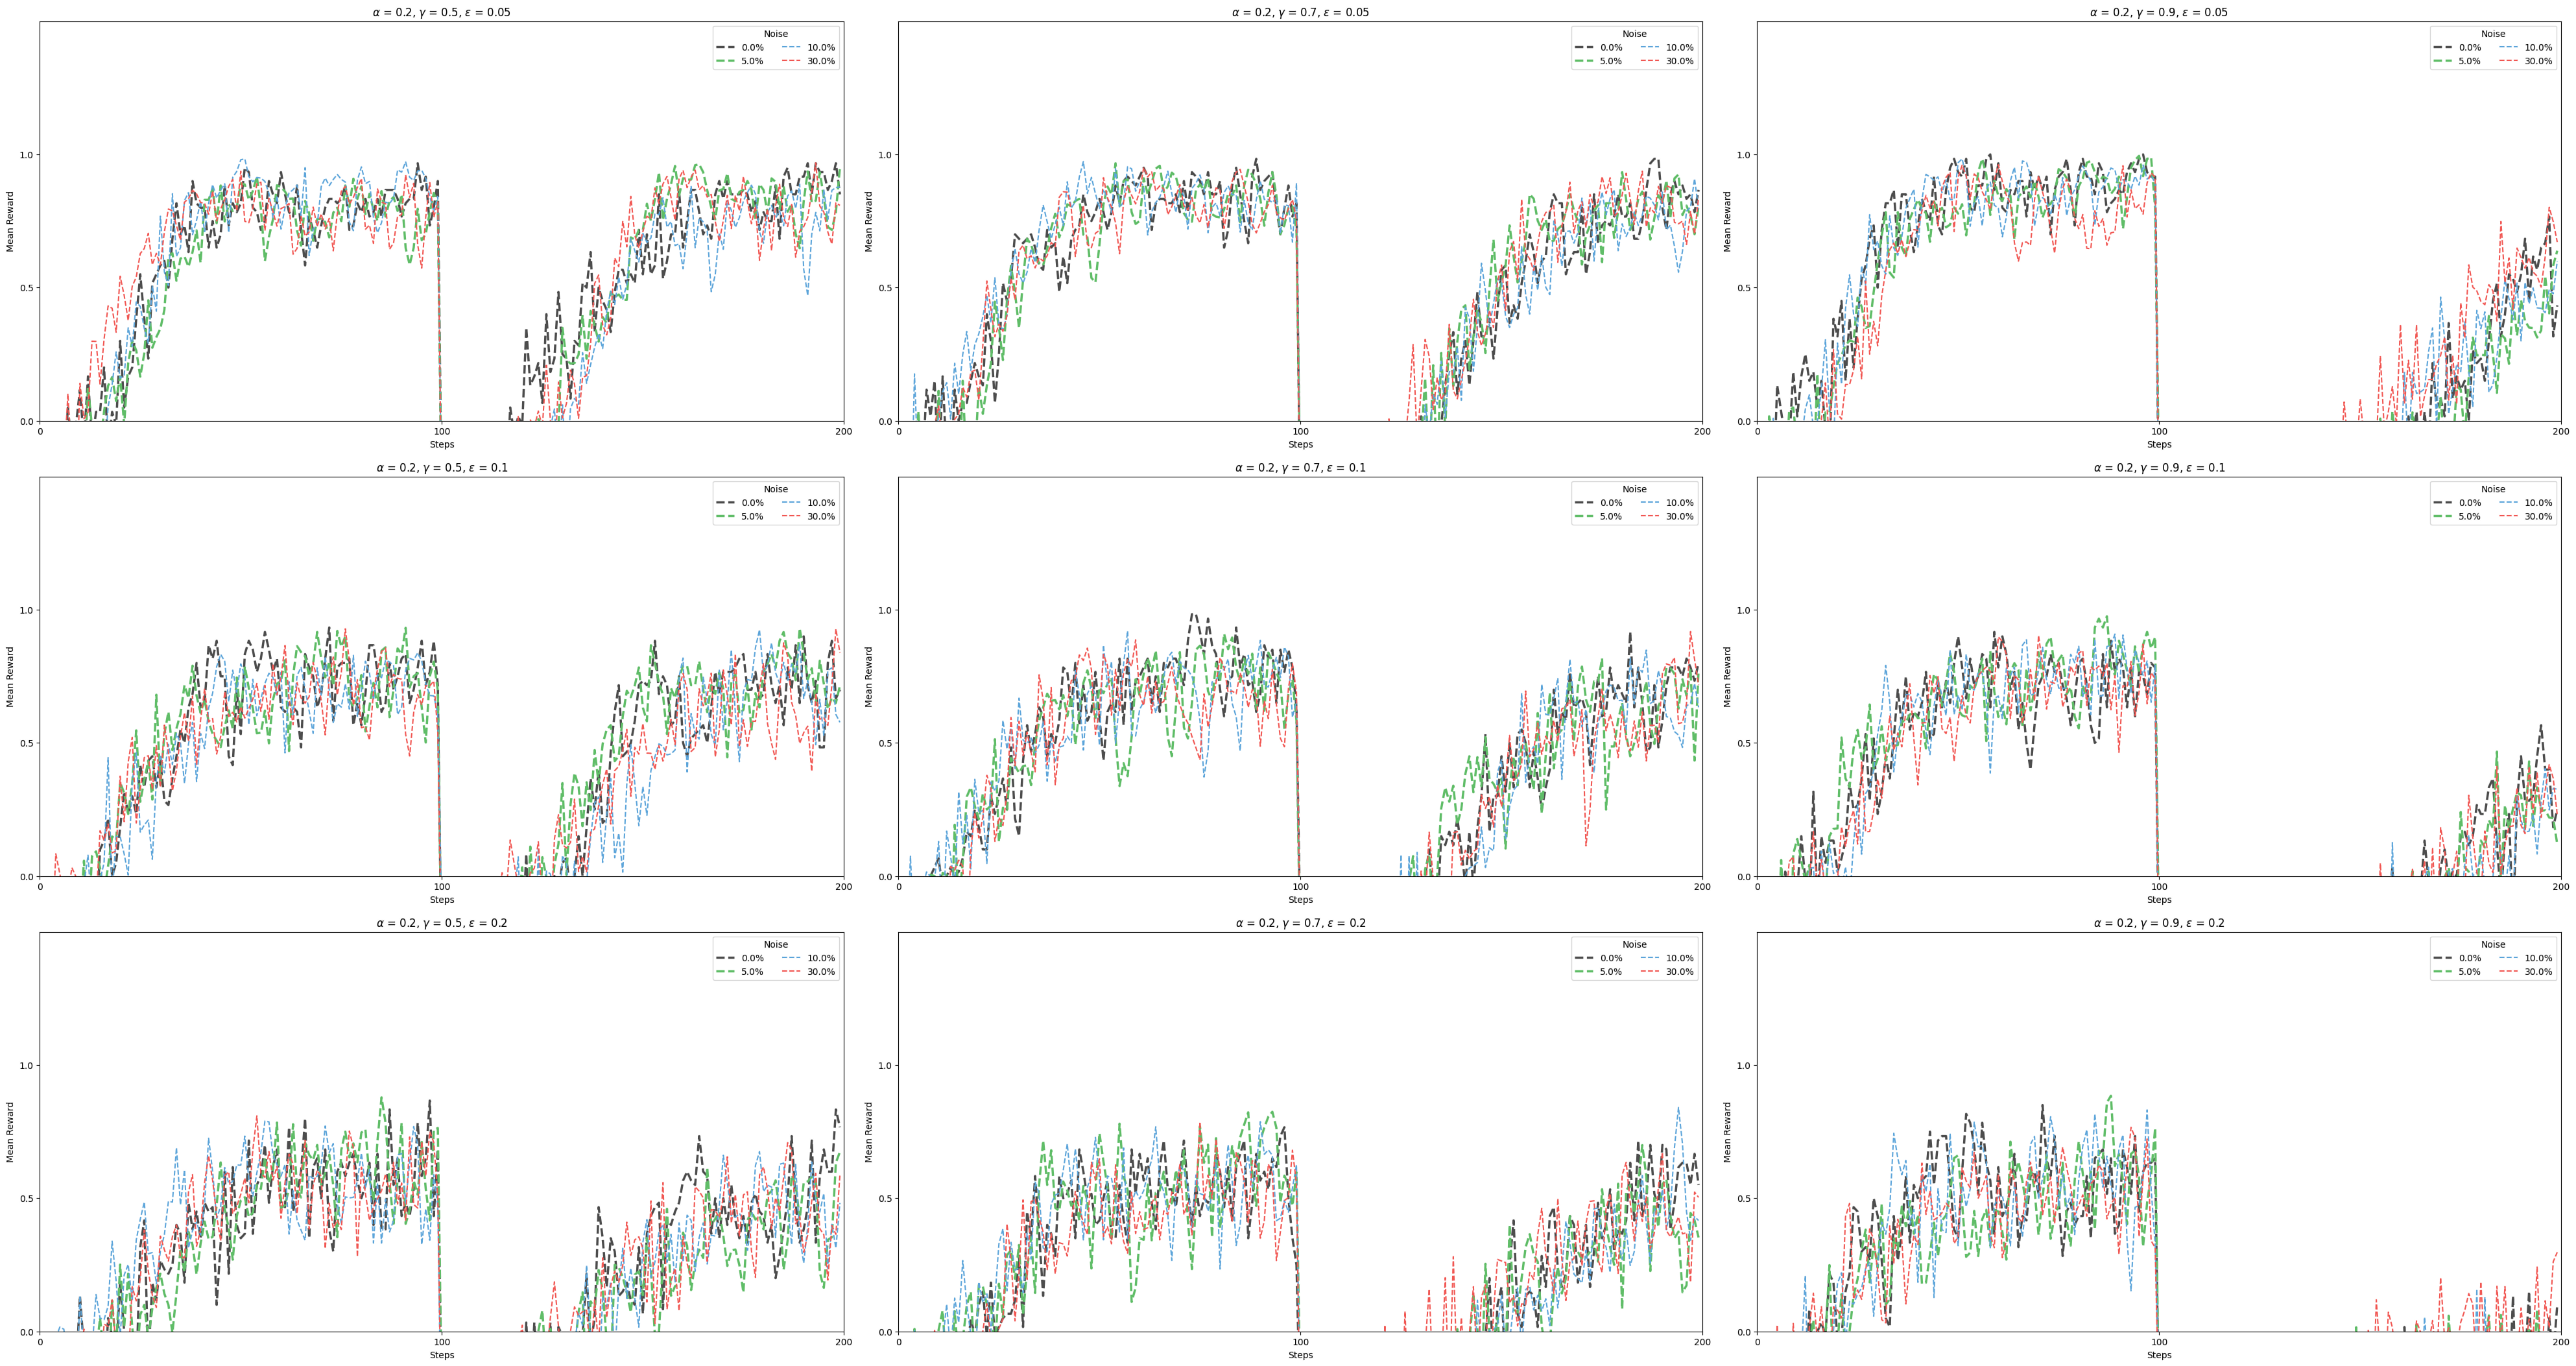 α = 0.2, γ = 0.5, ε = 0.05
Noise
0.0% 10.0%
5.0% 30.0%
Mean Reward
1.0
0.5
0.0
0 100 200
Steps
α = 0.2, γ = 0.7, ε = 0.05
Noise
0.0% 10.0%
5.0% 30.0%
Mean Reward
1.0
0.5
0.0
0 100 200
Steps
α = 0.2, γ = 0.9, ε = 0.05
Noise
0.0% 10.0%
5.0% 30.0%
Mean Reward
1.0
0.5
0.0
0 100 200
Steps
α = 0.2, γ = 0.5, ε = 0.1
Noise
0.0% 10.0%
5.0% 30.0%
Mean Reward
1.0
0.5
0.0
0 100 200
Steps
α = 0.2, γ = 0.7, ε = 0.1
Noise
0.0% 10.0%
5.0% 30.0%
Mean Reward
1.0
0.5
0.0
0 100 200
Steps
α = 0.2, γ = 0.9, ε = 0.1
Noise
0.0% 10.0%
5.0% 30.0%
Mean Reward
1.0
0.5
0.0
0 100 200
Steps
α = 0.2, γ = 0.5, ε = 0.2
Noise
0.0% 10.0%
5.0% 30.0%
Mean Reward
1.0
0.5
0.0
0 100 200
Steps
α = 0.2, γ = 0.7, ε = 0.2
Noise
0.0% 10.0%
5.0% 30.0%
Mean Reward
1.0
0.5
0.0
0 100 200
Steps
α = 0.2, γ = 0.9, ε = 0.2
Noise
0.0% 10.0%
5.0% 30.0%
Mean Reward
1.0
0.5
0.0
0 100 200
Steps